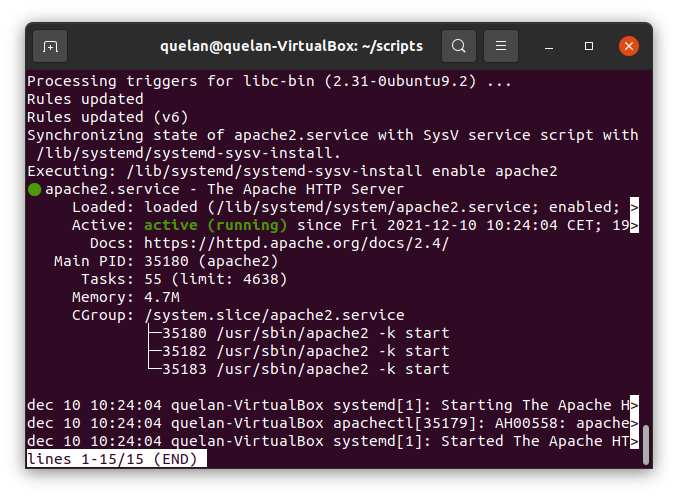 quelan@quelan-VirtualBox: ~/scripts
Processing triggers for libc-bin (2.31-0ubuntu9.2) ...
Rules updated
Rules updated (v6)
Synchronizing state of apache2.service with SysV service script with
 /lib/systemd/systemd-sysv-install.
Executing: /lib/systemd/systemd-sysv-install enable apache2
● apache2.service - The Apache HTTP Server
     Loaded: loaded (/lib/systemd/system/apache2.service; enabled; >
     Active: active (running) since Fri 2021-12-10 10:24:04 CET; 19>
       Docs: https://httpd.apache.org/docs/2.4/
   Main PID: 35180 (apache2)
      Tasks: 55 (limit: 4638)
     Memory: 4.7M
     CGroup: /system.slice/apache2.service
             ├─35180 /usr/sbin/apache2 -k start
             ├─35182 /usr/sbin/apache2 -k start
             └─35183 /usr/sbin/apache2 -k start
dec 10 10:24:04 quelan-VirtualBox systemd[1]: Starting The Apache H>
dec 10 10:24:04 quelan-VirtualBox apachectl[35179]: AH00558: apache>
dec 10 10:24:04 quelan-VirtualBox systemd[1]: Started The Apache HT>
lines 1-15/15 (END)